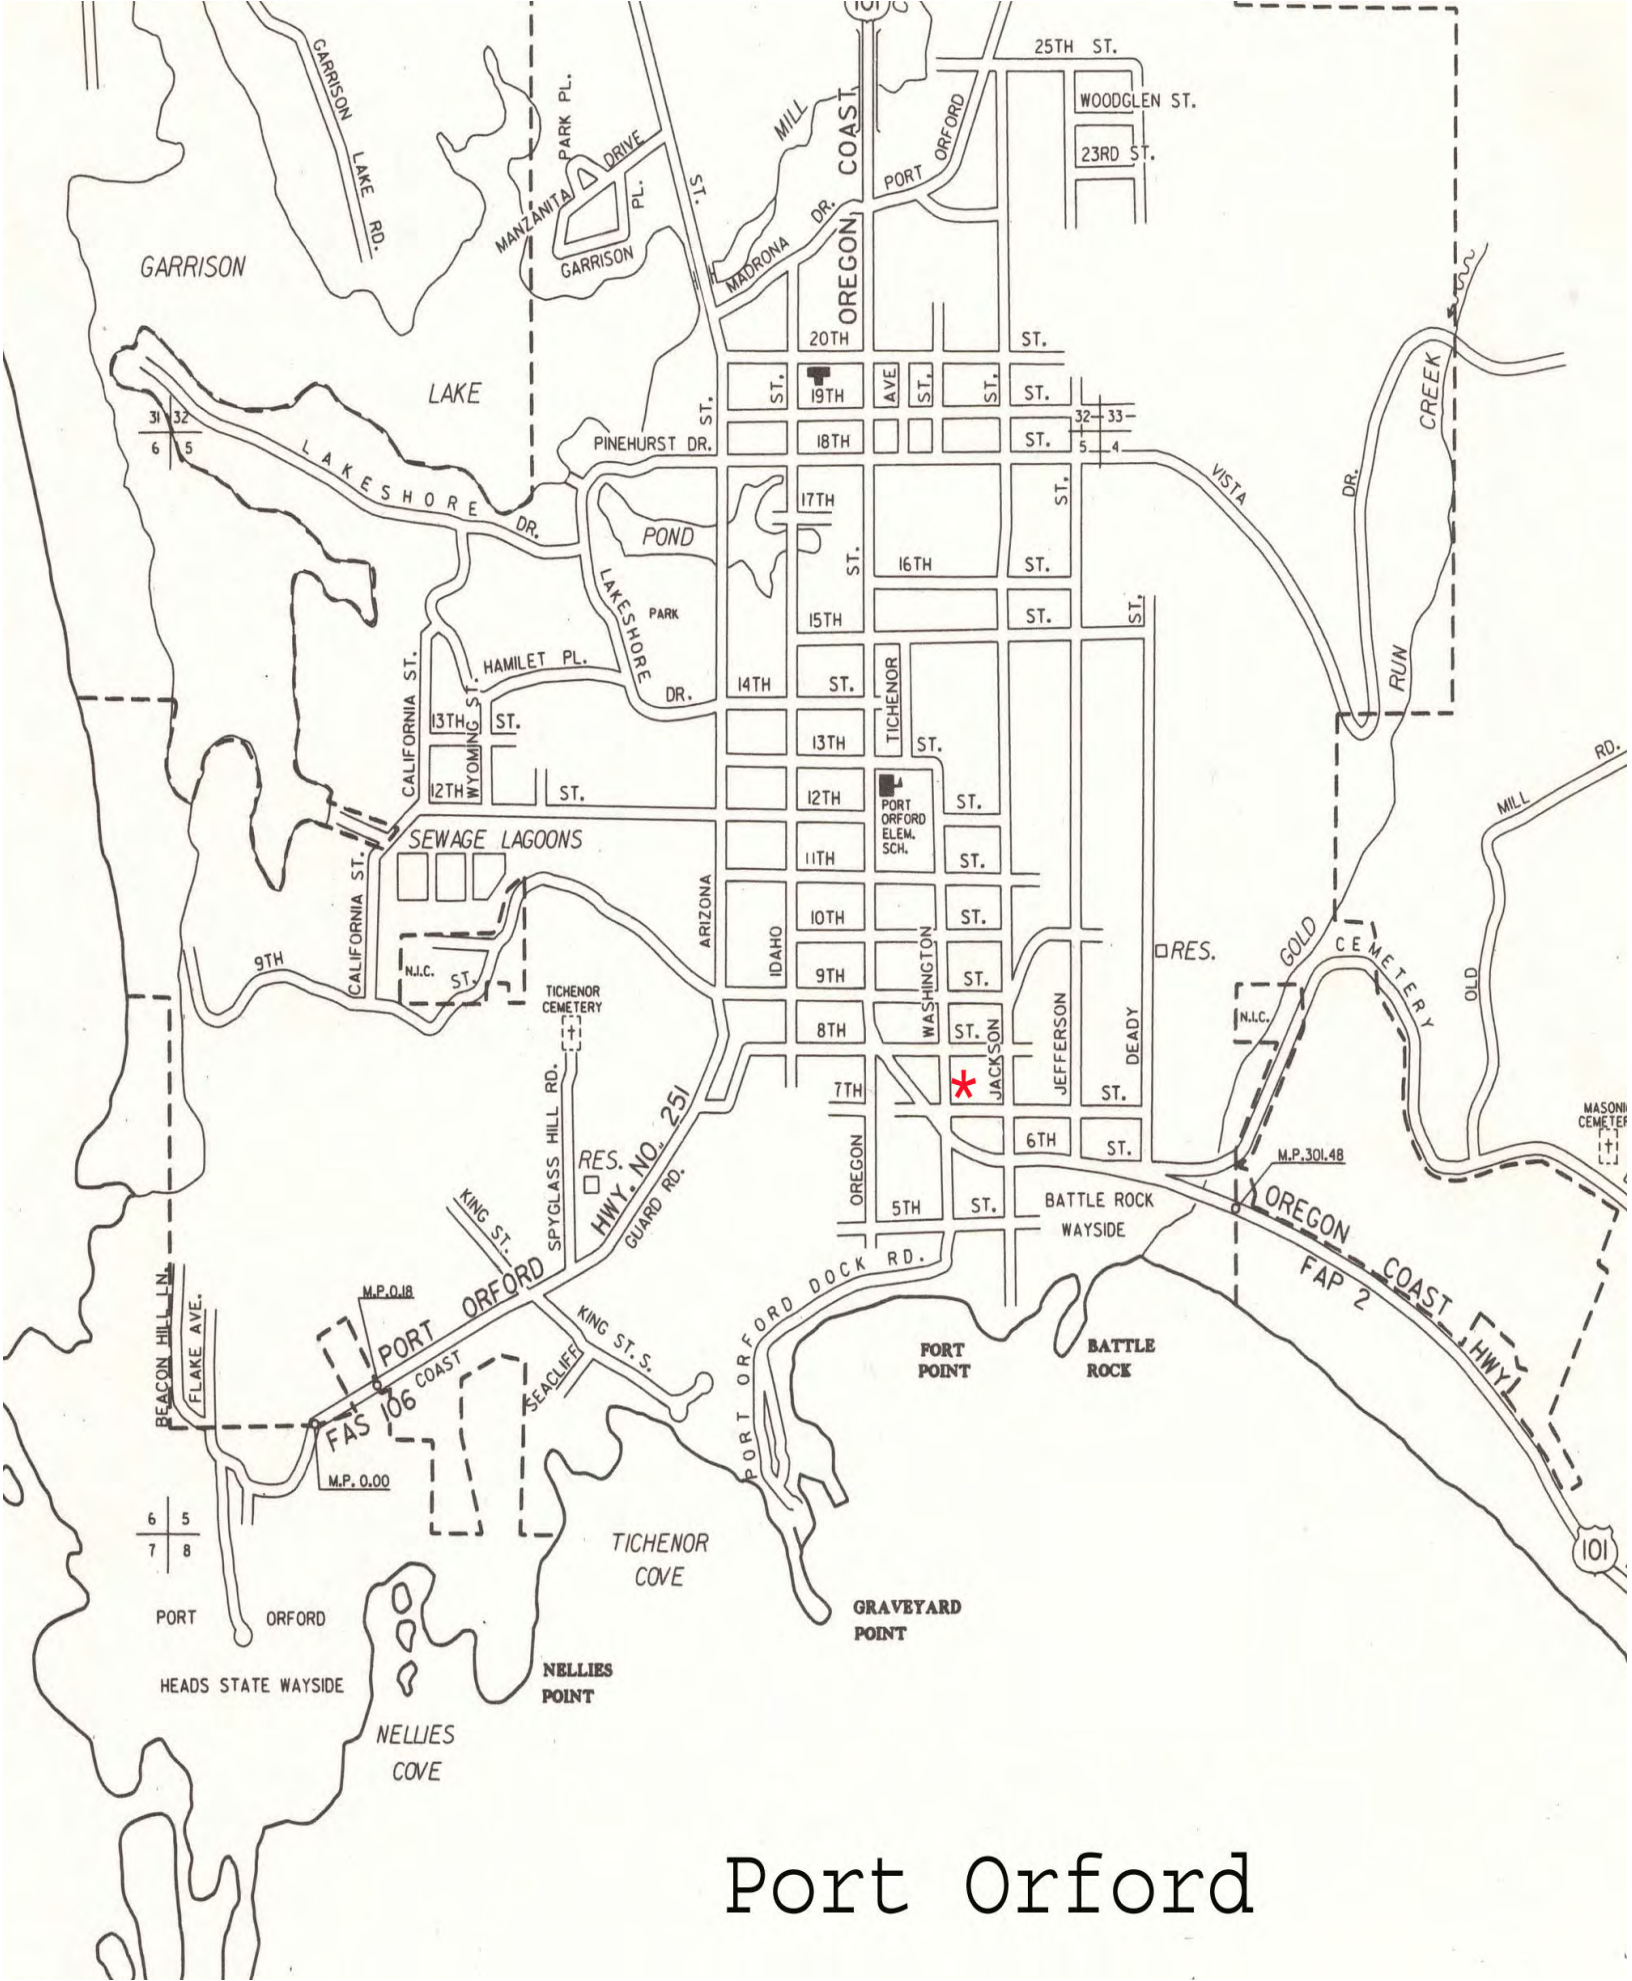 101
GARRISON
LAKE
RD.
PARK PL.
MANZANITA
DRIVE
PL.
GARRISON
ST.
MILL
MADRONA
DR.
OREGON COAST
PORT
ORFORD
25TH ST.
WOODGLEN ST.
23RD ST.
GARRISON
LAKE
20TH
ST.
ST.
ST.
19TH
AVE
ST.
ST.
ST.
18TH
ST.
PINEHURST DR.
31 32
6 5
32 33
5 4
VISTA
DR.
CREEK
RUN
GOLD
LAKESHORE
DR.
POND
17TH
ST.
ST.
16TH
ST.
15TH
ST.
ST.
LAKESHORE
DR.
PARK
HAMILET PL.
14TH
ST.
TICHENOR
CALIFORNIA ST.
WYOMING ST.
13TH
ST.
13TH
ST.
12TH
ST.
12TH
ST.
PORT
ORFORD
ELEM.
SCH.
SEWAGE LAGOONS
11TH
ST.
CALIFORNIA ST.
ARIZONA
IDAHO
10TH
ST.
WASHINGTON
9TH
N.I.C.
ST.
9TH
ST.
RES.
TICHENOR
CEMETERY
8TH
ST.
JACKSON
JEFFERSON
DEADY
N.I.C.
CEMETERY
OLD
MILL
RD.
7TH
ST.
SPYGLASS HILL RD.
RES.
HWY. NO. 251
GUARD RD.
6TH
ST.
M.P.301.48
OREGON
5TH
ST.
BATTLE ROCK
WAYSIDE
KING ST.
PORT ORFORD
COAST
FAS 106
M.P.0.18
M.P. 0.00
BEACON HILL LN.
FLAKE AVE.
KING ST. S.
SEACLIFF
PORT ORFORD DOCK RD.
FORT
POINT
BATTLE
ROCK
OREGON COAST HWY
FAP 2
101
6 5
7 8
TICHENOR
COVE
GRAVEYARD
POINT
PORT ORFORD
HEADS STATE WAYSIDE
NELLIES
POINT
NELLIES
COVE
Port Orford